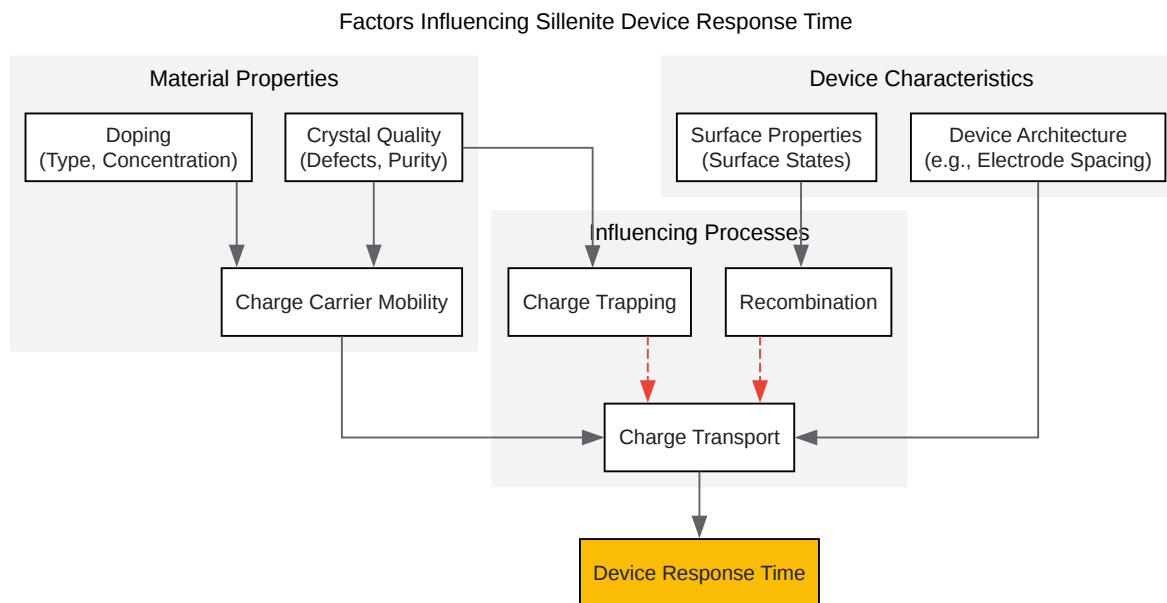 Factors Influencing Sillenite Device Response Time
Material Properties
Device Characteristics
Doping
(Type, Concentration)
Crystal Quality
(Defects, Purity)
Surface Properties
(Surface States)
Device Architecture
(e.g., Electrode Spacing)
Influencing Processes
Charge Carrier Mobility
Charge Trapping
Recombination
Charge Transport
Device Response Time